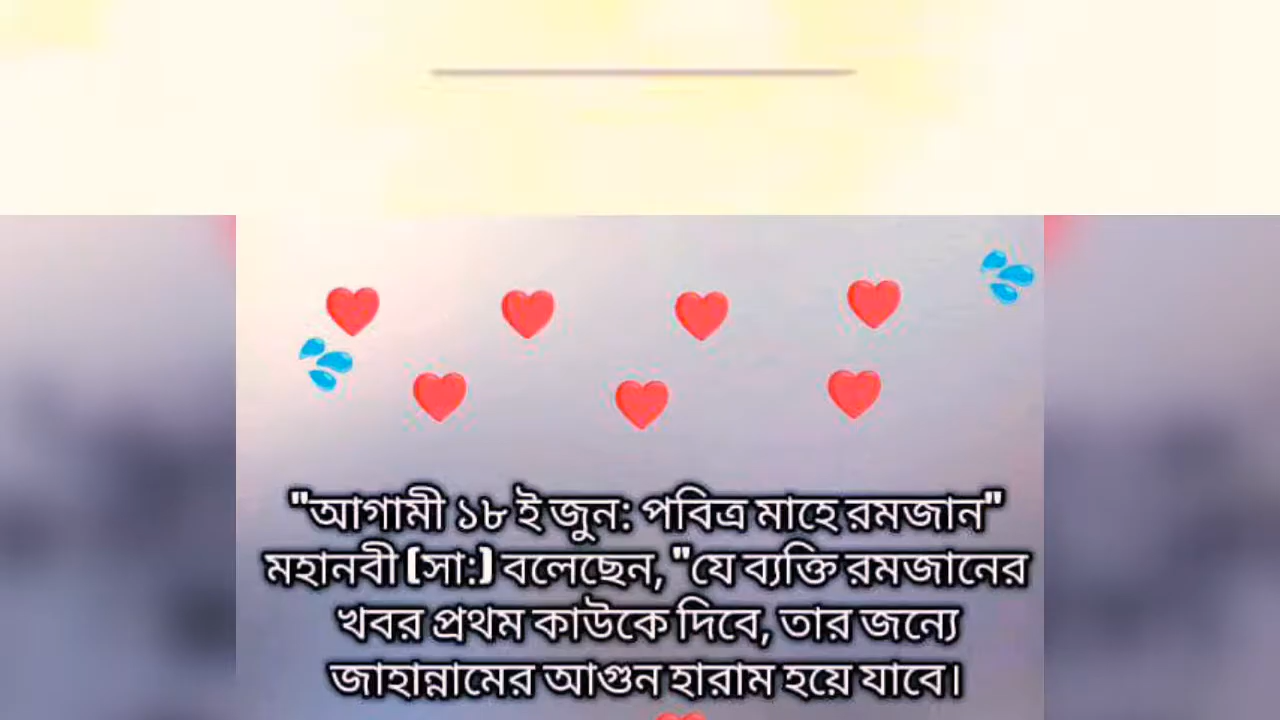 "আগামী ১৮ ই জুন: পবিত্র মাহে রমজান"
মহানবী (সা:) বলেছেন, "যে ব্যক্তি রমজানের
খবর প্রথম কাউকে দিবে, তার জন্যে
জাহান্নামের আগুন হারাম হয়ে যাবে।